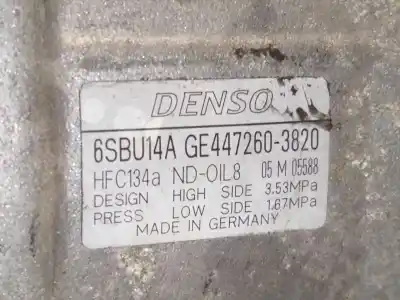 DENSO
6SBU14A GE447260-3820
HFC134a ND-OIL8 05 M 05588
DESIGN HIGH SIDE 3.53MPa
PRESS LOW SIDE 1.67MPa
MADE IN GERMANY